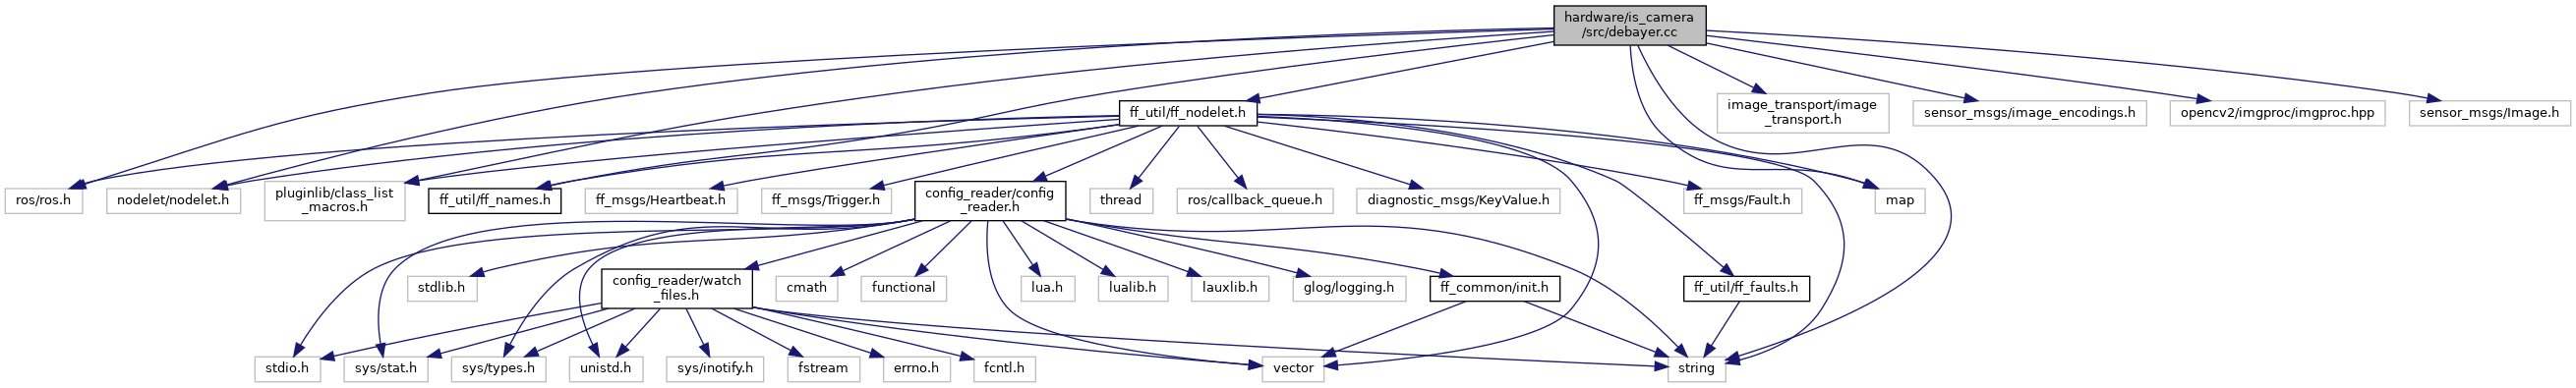 hardware/is_camera
/src/debayer.cc
ff_util/ff_nodelet.h
image_transport/image
_transport.h
sensor_msgs/image_encodings.h
opencv2/imgproc/imgproc.hpp
sensor_msgs/Image.h
ros/ros.h
nodelet/nodelet.h
pluginlib/class_list
_macros.h
ff_util/ff_names.h
ff_msgs/Heartbeat.h
ff_msgs/Trigger.h
config_reader/config
_reader.h
thread
ros/callback_queue.h
diagnostic_msgs/KeyValue.h
ff_msgs/Fault.h
map
stdlib.h
config_reader/watch
_files.h
cmath
functional
lua.h
lualib.h
lauxlib.h
glog/logging.h
ff_common/init.h
ff_util/ff_faults.h
stdio.h
sys/stat.h
sys/types.h
unistd.h
sys/inotify.h
fstream
errno.h
fcntl.h
vector
string